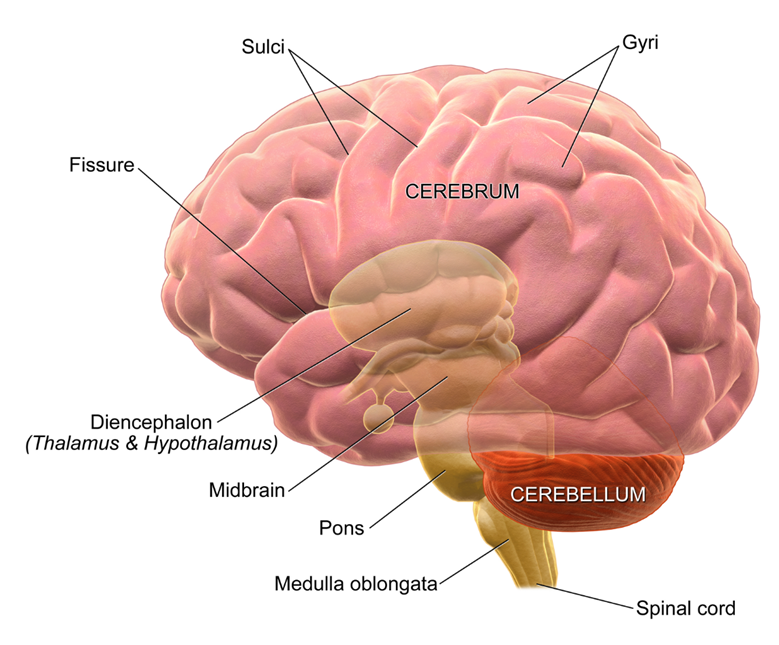 Sulci
Gyri
Fissure
CEREBRUM
Diencephalon
(Thalamus & Hypothalamus)
Midbrain
CEREBELLUM
Pons
Medulla oblongata
Spinal cord